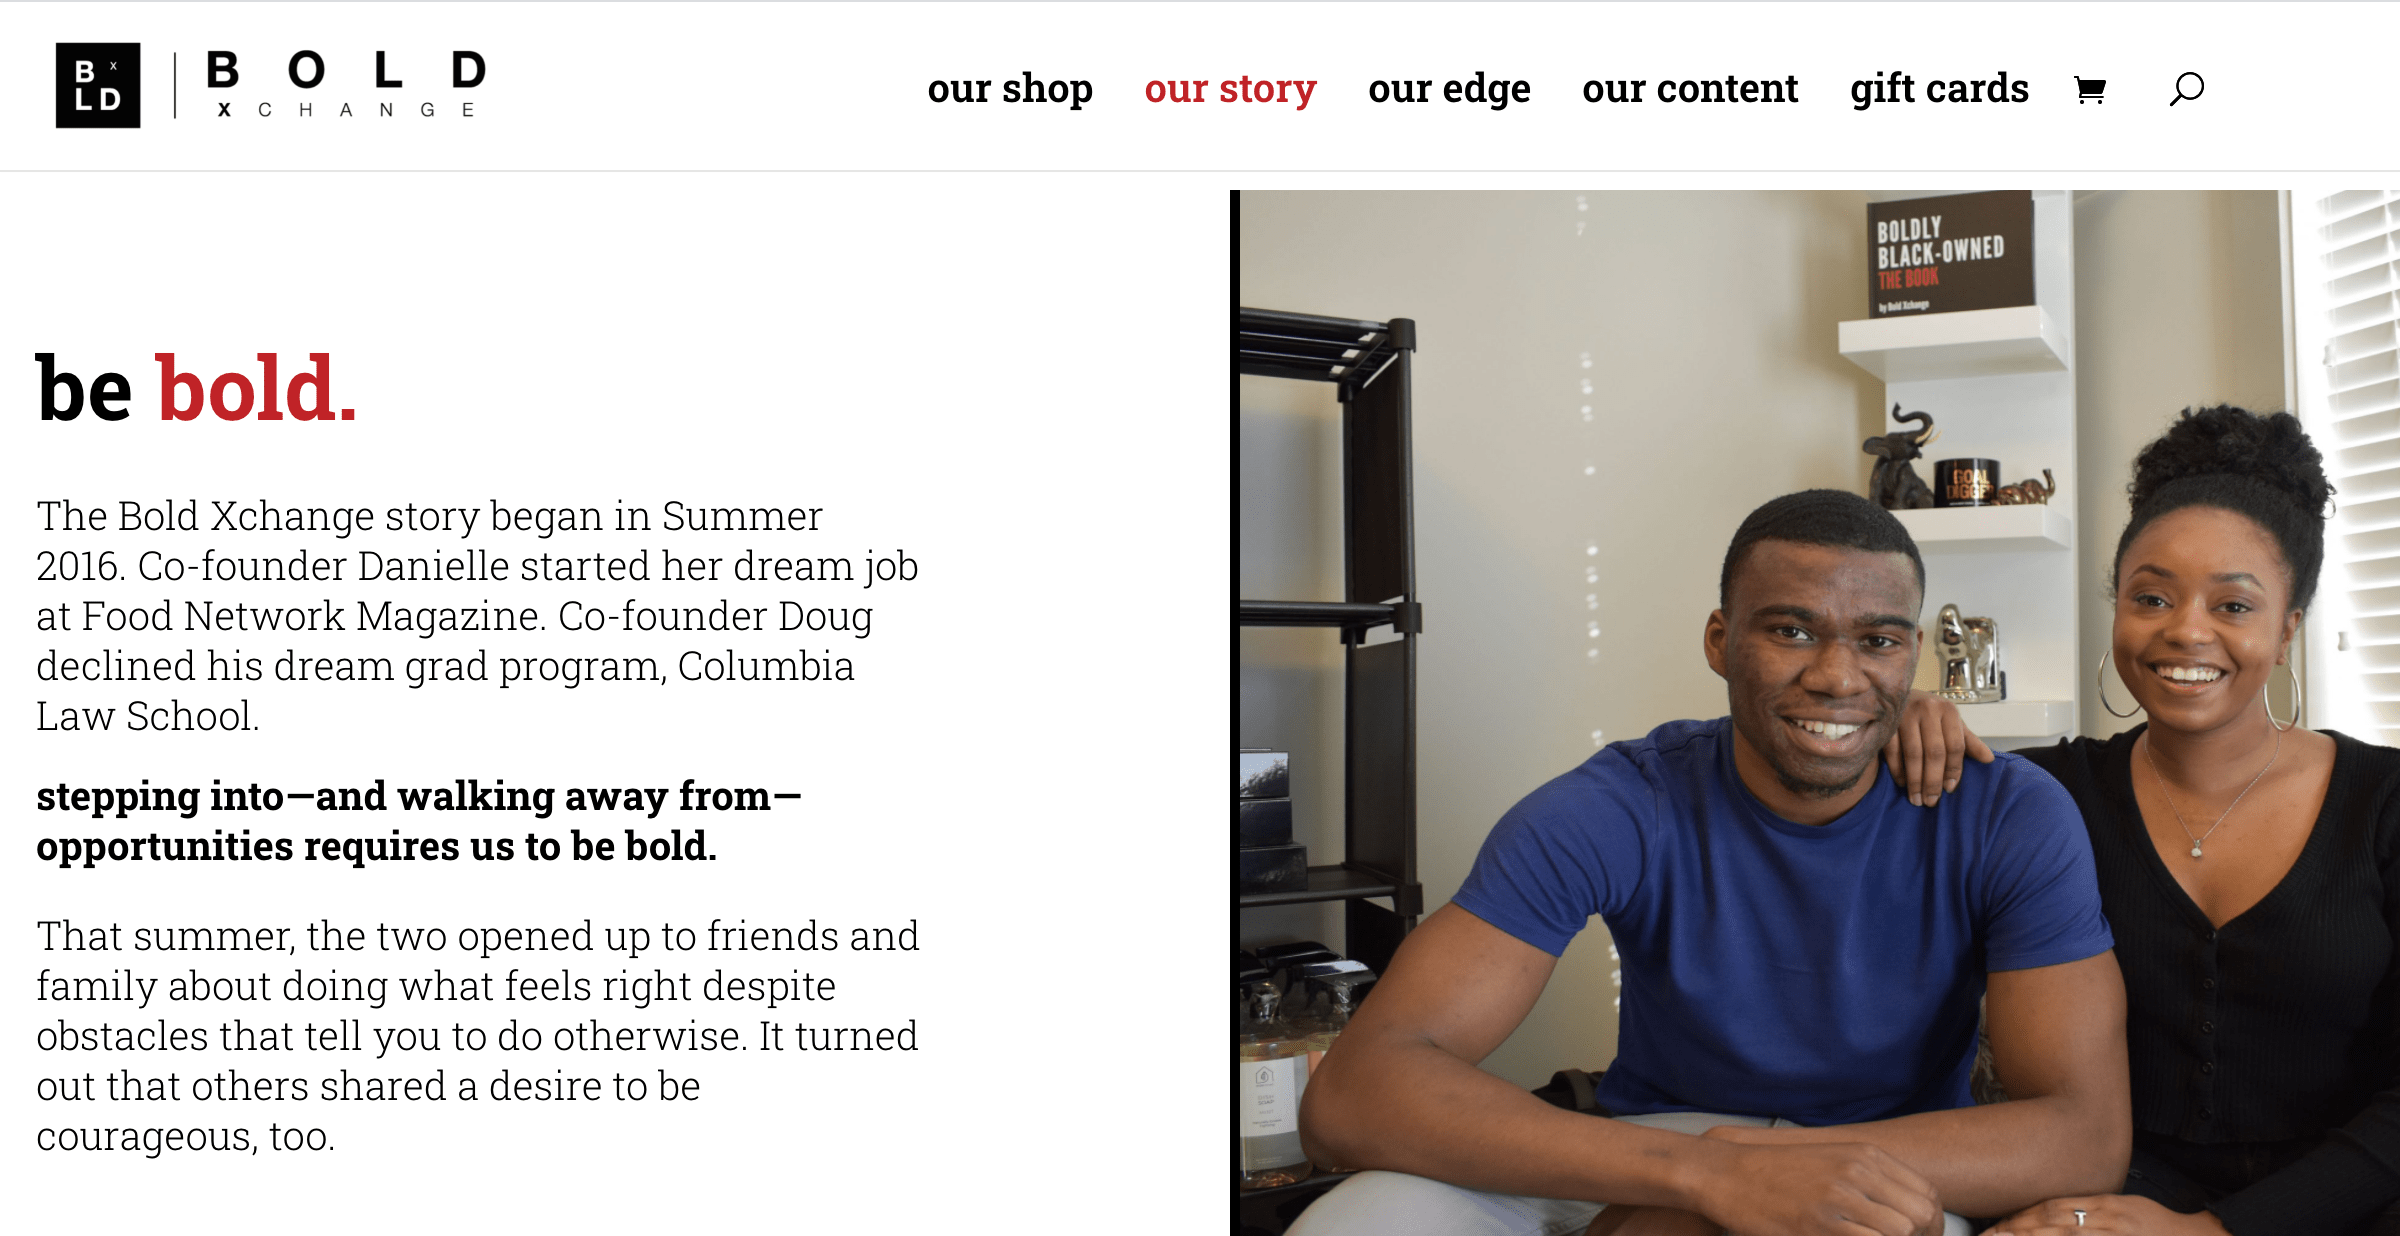 B x
L D
B O L D
X C H A N G E
our shop our story our edge our content gift cards
be bold.
The Bold Xchange story began in Summer
2016. Co-founder Danielle started her dream job
at Food Network Magazine. Co-founder Doug
declined his dream grad program, Columbia
Law School.
stepping into—and walking away from—
opportunities requires us to be bold.
That summer, the two opened up to friends and
family about doing what feels right despite
obstacles that tell you to do otherwise. It turned
out that others shared a desire to be
courageous, too.
BOLDLY
BLACK-OWNED
THE BOOK
by Bold Xchange
GOAL
DIGGER